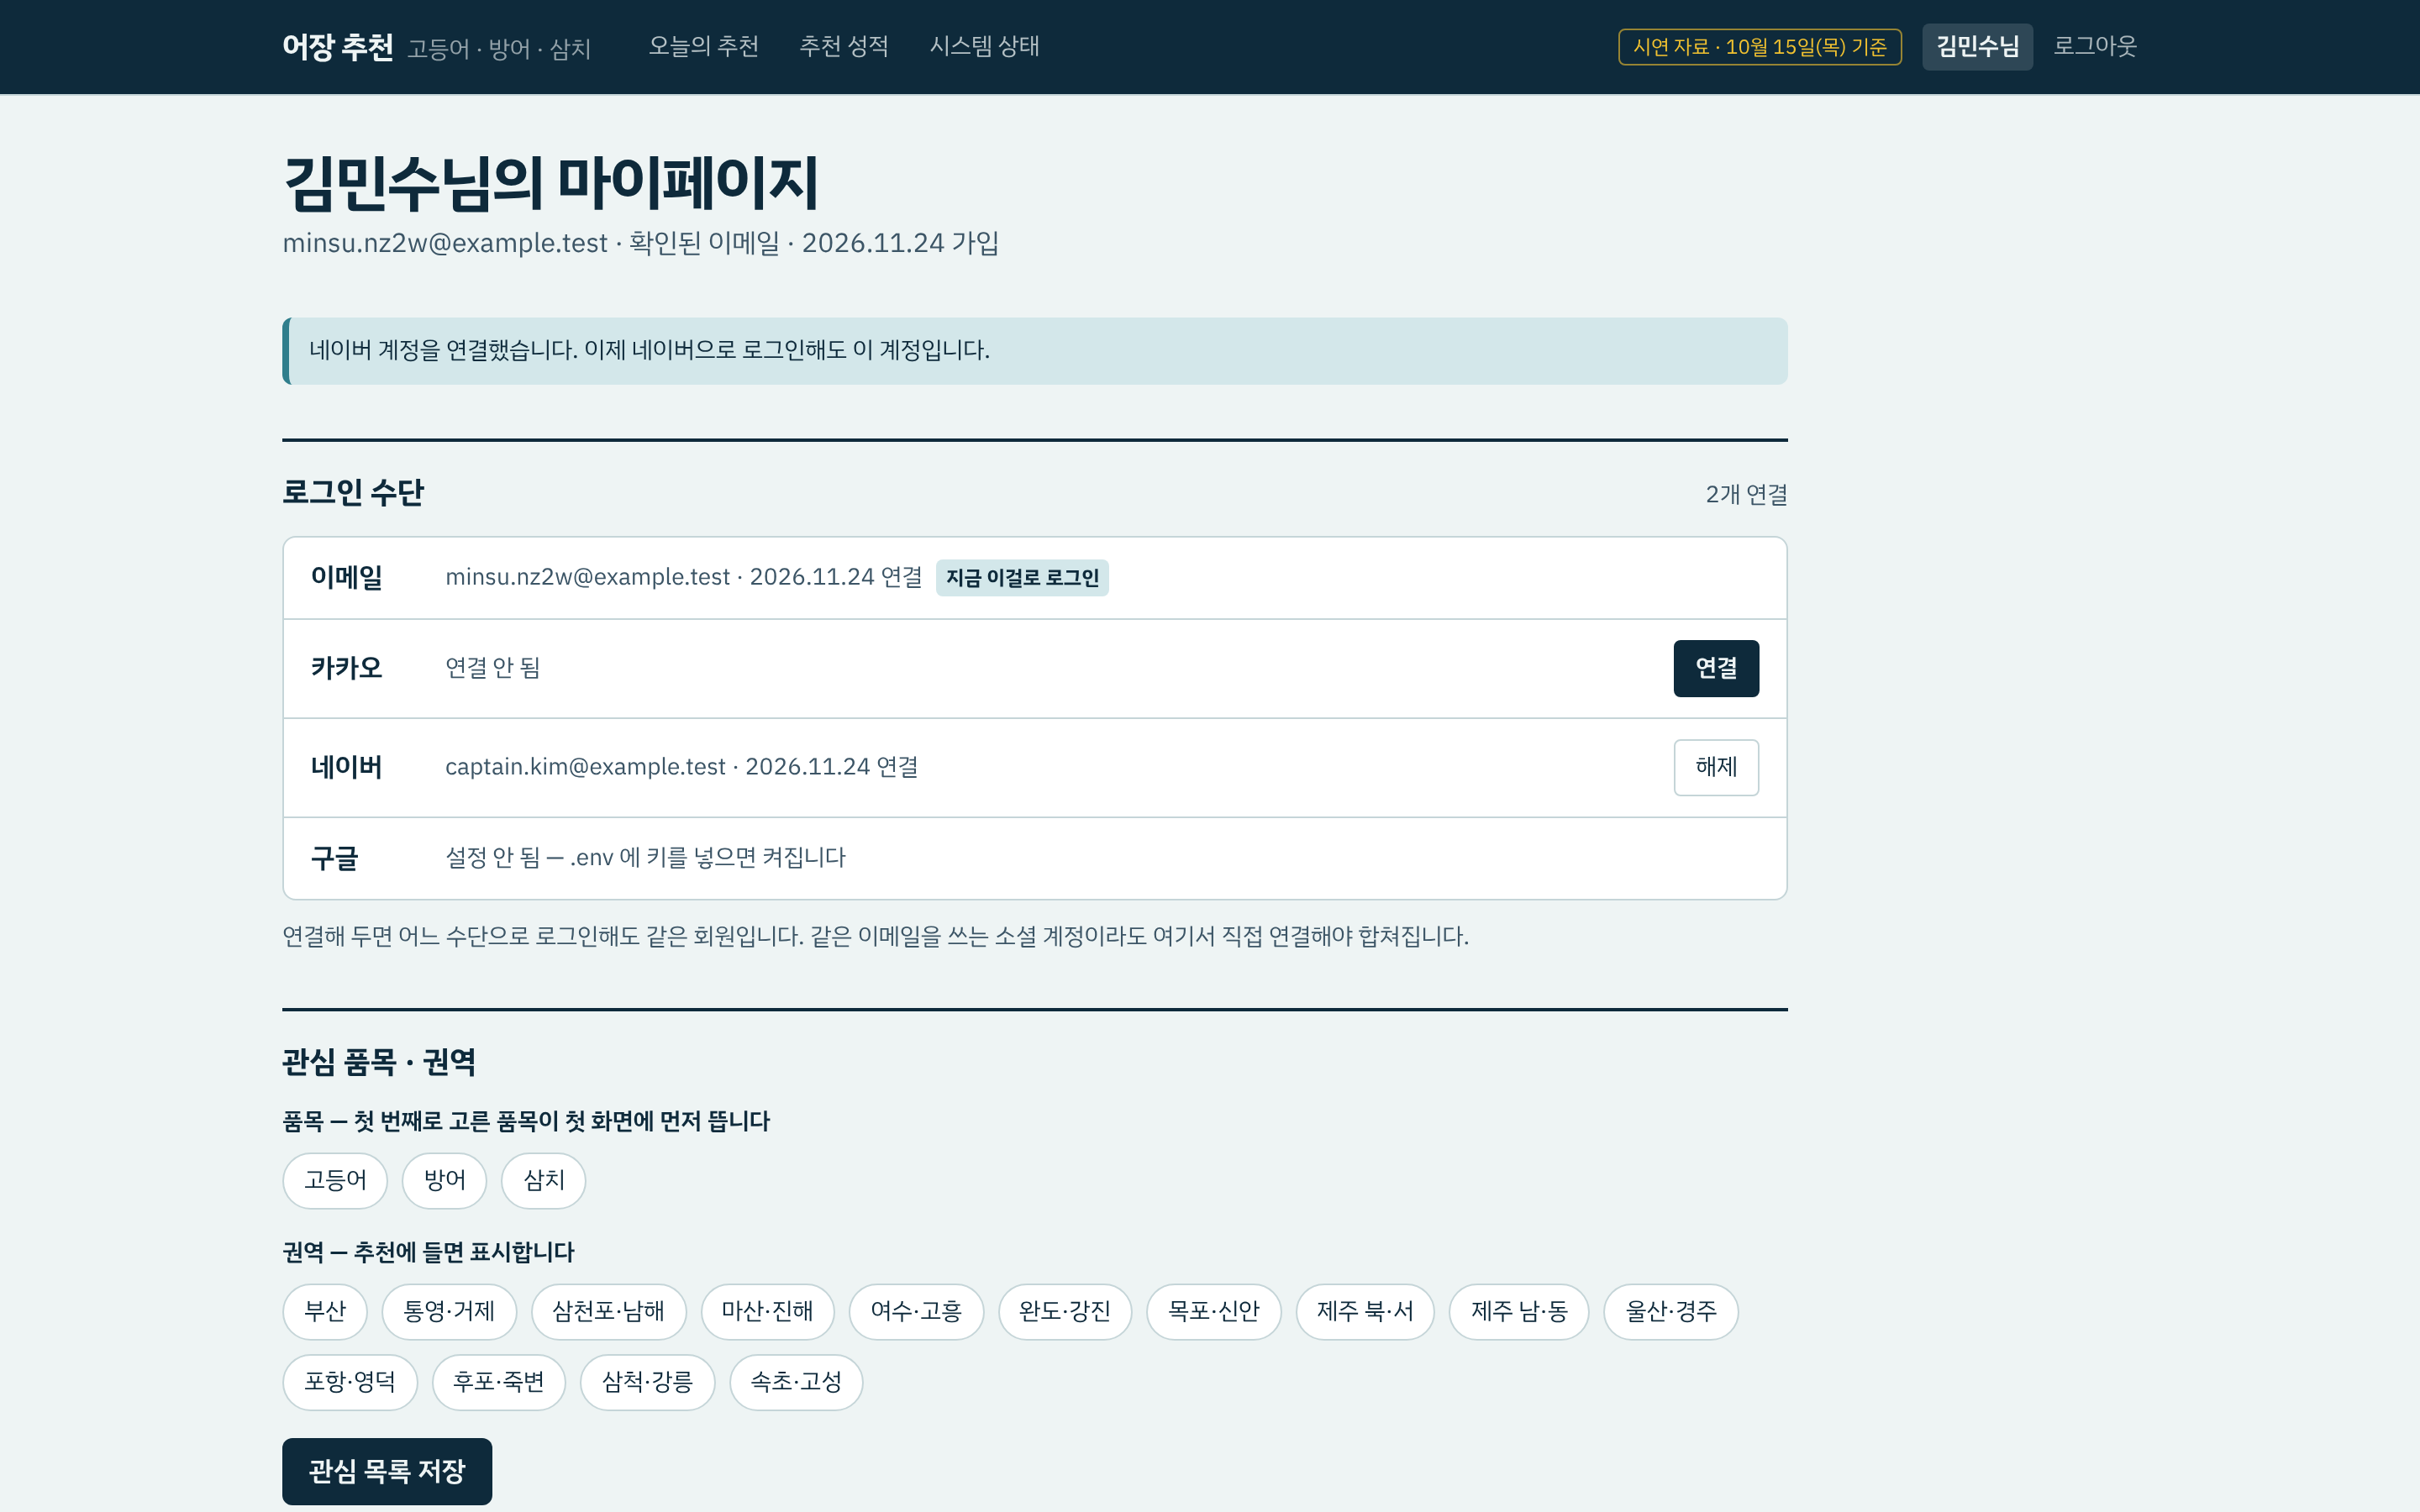 어장 추천 고등어 · 방어 · 삼치 오늘의 추천 추천 성적 시스템 상태 시연 자료 · 10월 15일(목) 기준 김민수님 로그아웃
김민수님의 마이페이지
minsu.nz2w@example.test · 확인된 이메일 · 2026.11.24 가입
네이버 계정을 연결했습니다. 이제 네이버으로 로그인해도 이 계정입니다.
로그인 수단 2개 연결
이메일 minsu.nz2w@example.test · 2026.11.24 연결 지금 이걸로 로그인
카카오 연결 안 됨 연결
네이버 captain.kim@example.test · 2026.11.24 연결 해제
구글 설정 안 됨 — .env 에 키를 넣으면 켜집니다
연결해 두면 어느 수단으로 로그인해도 같은 회원입니다. 같은 이메일을 쓰는 소셜 계정이라도 여기서 직접 연결해야 합쳐집니다.
관심 품목 · 권역
품목 — 첫 번째로 고른 품목이 첫 화면에 먼저 뜹니다
고등어 방어 삼치
권역 — 추천에 들면 표시합니다
부산 통영·거제 삼천포·남해 마산·진해 여수·고흥 완도·강진 목포·신안 제주 북·서 제주 남·동 울산·경주
포항·영덕 후포·죽변 삼척·강릉 속초·고성
관심 목록 저장